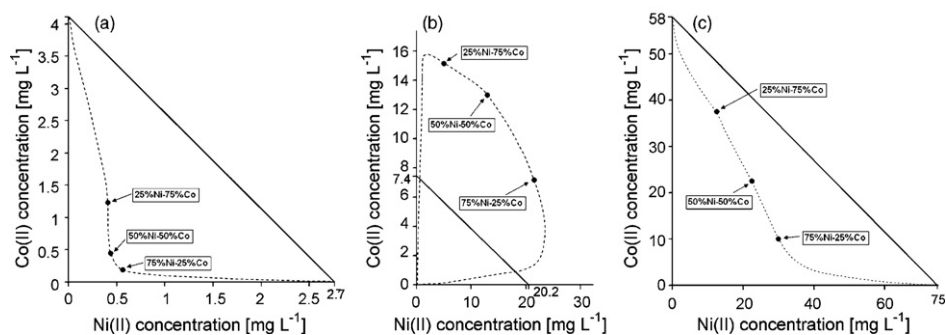 (a)
Co(II) concentration [mg L⁻¹]
4
3.5
3
2.5
2
1.5
1
0.5
0
25%Ni-75%Co
50%Ni-50%Co
75%Ni-25%Co
0 0.5 1 1.5 2 2.5 2.7
Ni(II) concentration [mg L⁻¹]
(b)
Co(II) concentration [mg L⁻¹]
16
14
12
10
8
7.4
6
4
2
0
25%Ni-75%Co
50%Ni-50%Co
75%Ni-25%Co
0 10 20 20.2 30
Ni(II) concentration [mg L⁻¹]
(c)
Co(II) concentration [mg L⁻¹]
58
50
40
30
20
10
0
25%Ni-75%Co
50%Ni-50%Co
75%Ni-25%Co
0 20 40 60 75
Ni(II) concentration [mg L⁻¹]